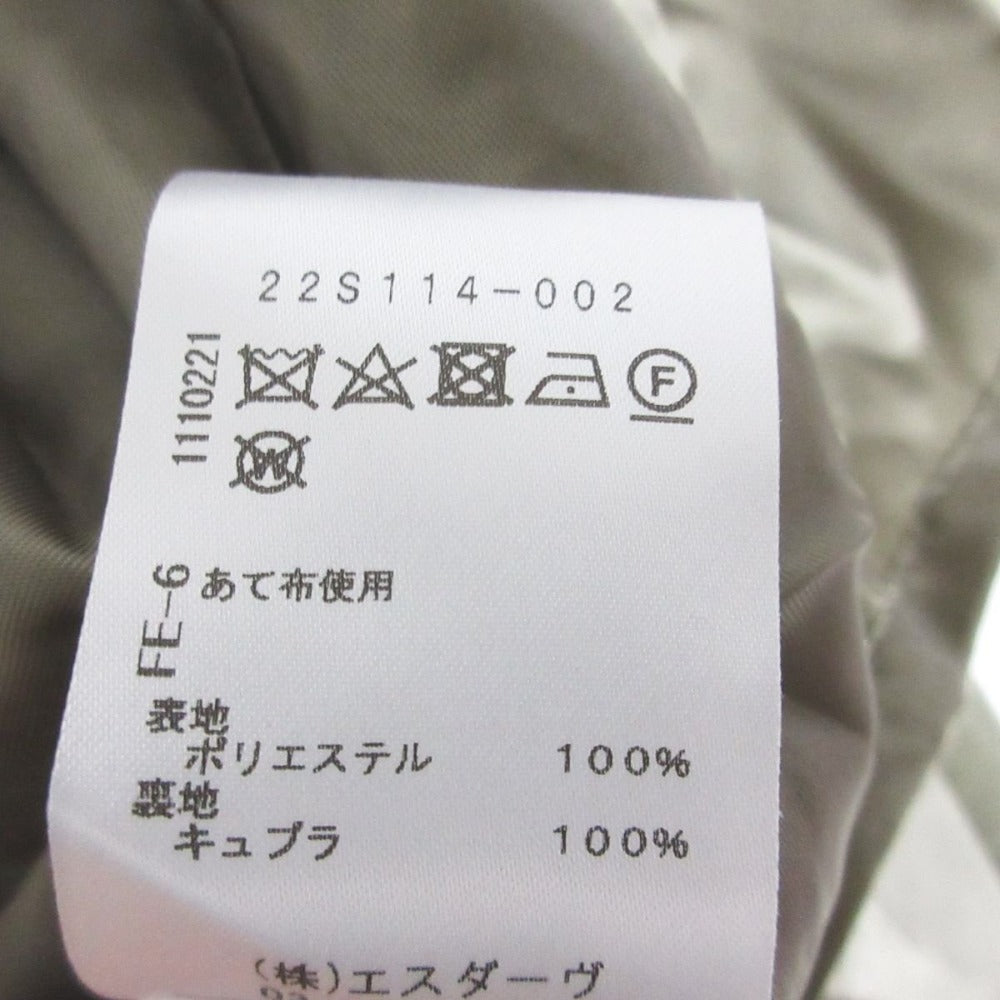 22S114-002
1110221
F
W
FE-6
あて布使用
表地
ポリエステル 100%
裏地
キュプラ 100%
(株)エスダーヴ